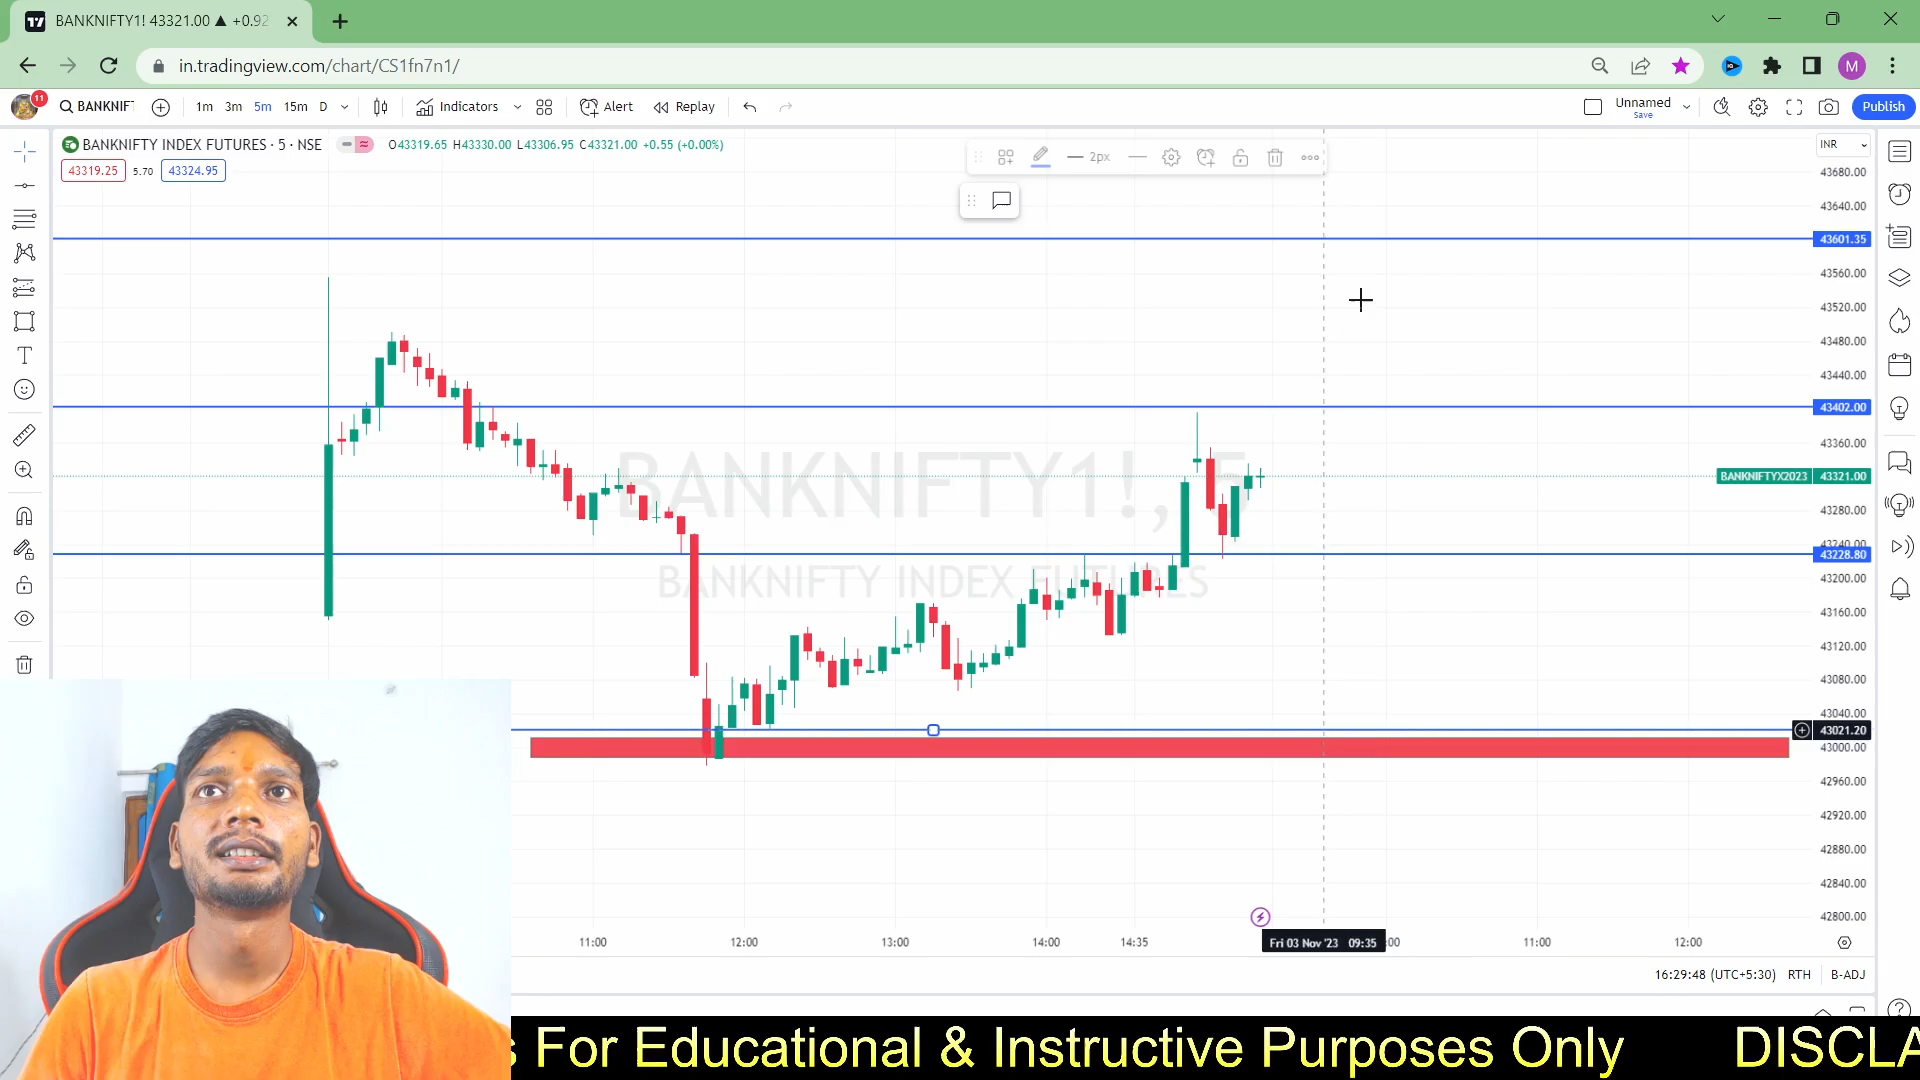 BANKNIFTY1! 43321.00 ▲ +0.92
in.tradingview.com/chart/CS1fn7n1/
M
11
BANKNIFT
1m 3m 5m 15m D
Indicators
Alert
Replay
Unnamed
Save
Publish
BANKNIFTY INDEX FUTURES · 5 · NSE
O43319.65 H43330.00 L43306.95 C43321.00 +0.55 (+0.00%)
43319.25 5.70 43324.95
2px
INR
43680.00
43640.00
43601.35
43560.00
43520.00
43480.00
43440.00
43402.00
43360.00
BANKNIFTYX2023 43321.00
43280.00
43240.00
43228.80
43200.00
43160.00
43120.00
43080.00
43040.00
43021.20
43000.00
42960.00
42920.00
42880.00
42840.00
42800.00
BANKNIFTY1!, 5
BANKNIFTY INDEX FUTURES
11:00 12:00 13:00 14:00 14:35 Fri 03 Nov '23 09:35 :00 11:00 12:00
16:29:48 (UTC+5:30) RTH B-ADJ
s For Educational & Instructive Purposes Only DISCLA